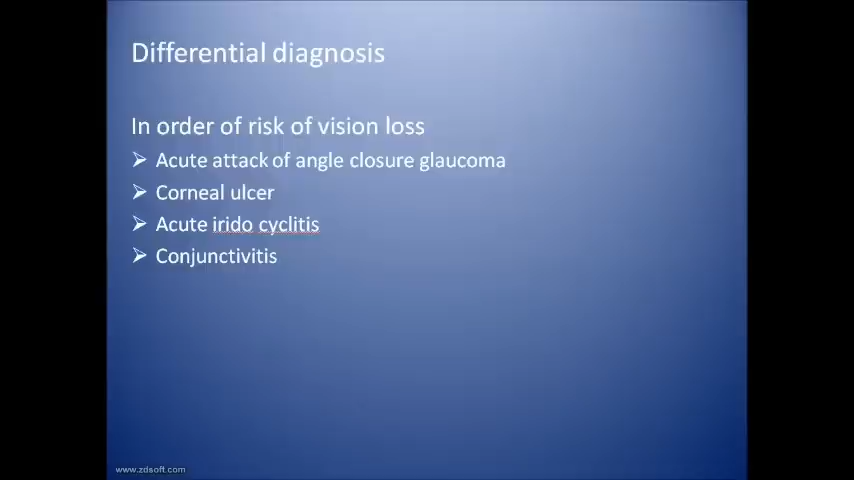 Differential diagnosis
In order of risk of vision loss
➢ Acute attack of angle closure glaucoma
➢ Corneal ulcer
➢ Acute irido cyclitis
➢ Conjunctivitis
www.zdsoft.com